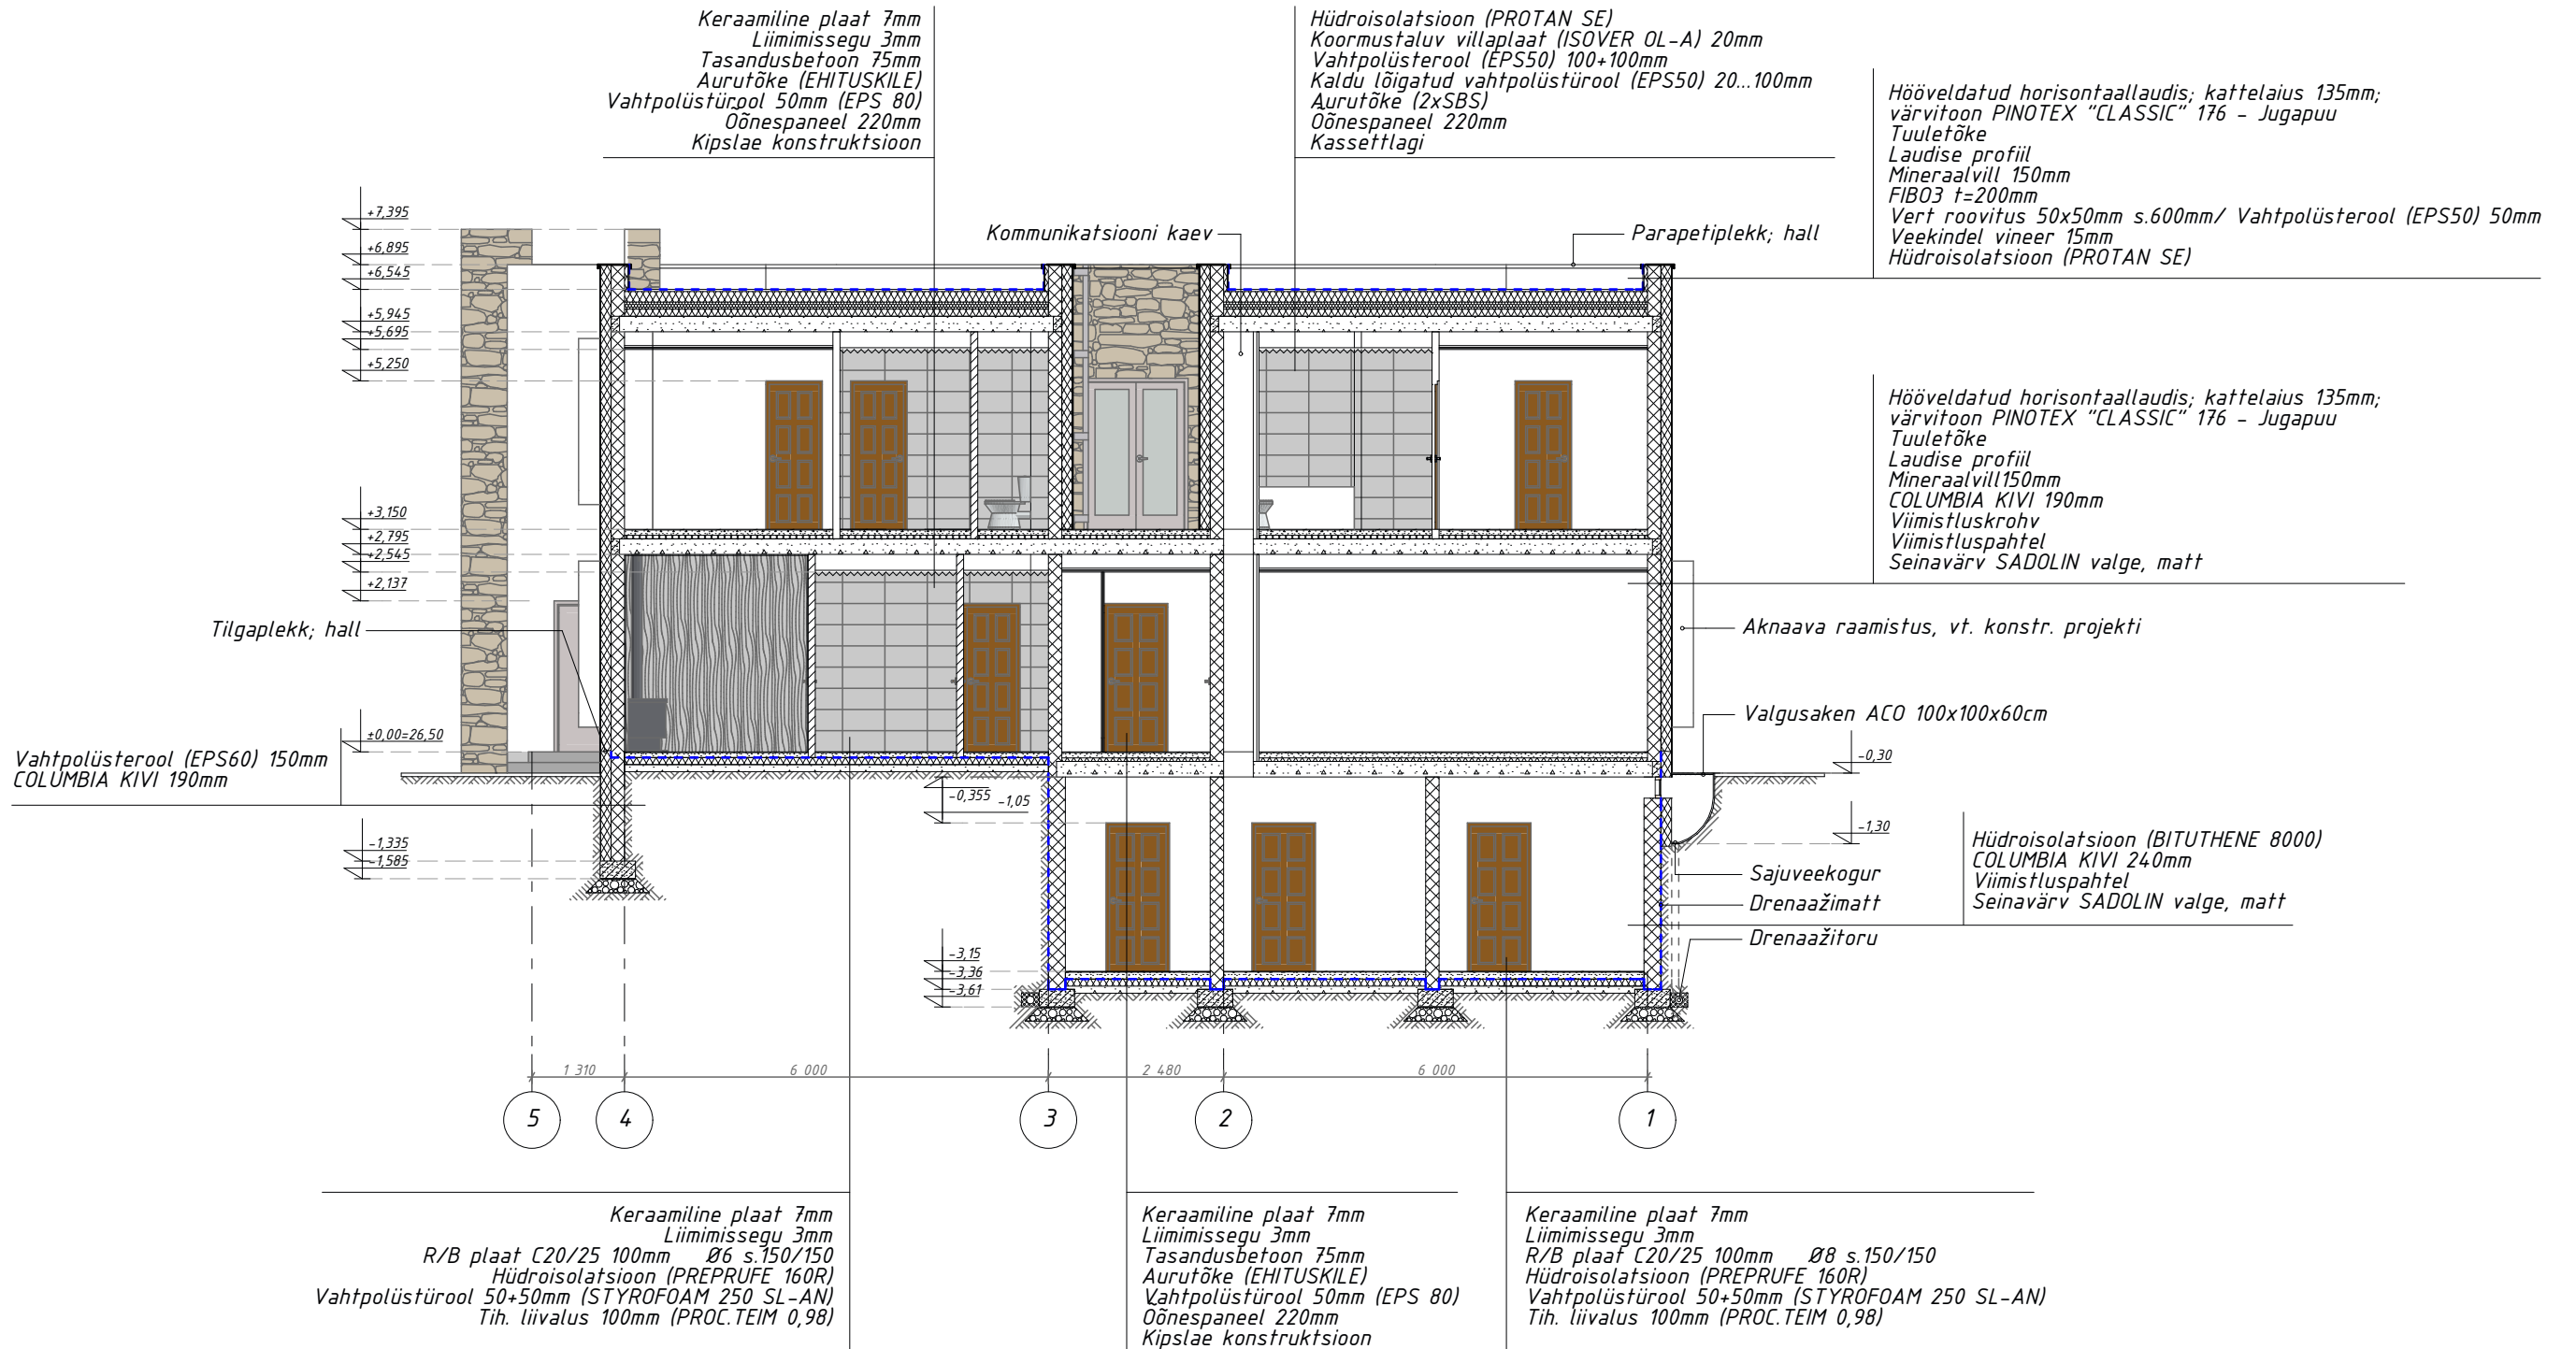 Keraamiline plaat 7mm
Liimimissegu 3mm
Tasandusbetoon 75mm
Aurutõke (EHITUSKILE)
Vahtpolüstürool 50mm (EPS 80)
Õõnespaneel 220mm
Kipslae konstruktsioon
Hüdroisolatsioon (PROTAN SE)
Koormustaluv villaplaat (ISOVER OL-A) 20mm
Vahtpolüsterool (EPS50) 100+100mm
Kaldu lõigatud vahtpolüstürool (EPS50) 20...100mm
Aurutõke (2xSBS)
Õõnespaneel 220mm
Kassettlagi
Hööveldatud horisontaallaudis; kattelaius 135mm;
värvitoon PINOTEX "CLASSIC" 176 - Jugapuu
Tuuletõke
Laudise profiil
Mineraalvill 150mm
FIBO3 t=200mm
Vert roovitus 50x50mm s.600mm/ Vahtpolüsterool (EPS50) 50mm
Veekindel vineer 15mm
Hüdroisolatsioon (PROTAN SE)
Kommunikatsiooni kaev
Parapetiplekk; hall
+7,395
+6,895
+6,545
+5,945
+5,695
+5,250
+3,150
+2,795
+2,545
+2,137
±0,00=26,50
-1,335
-1,585
Hööveldatud horisontaallaudis; kattelaius 135mm;
värvitoon PINOTEX "CLASSIC" 176 - Jugapuu
Tuuletõke
Laudise profiil
Mineraalvill150mm
COLUMBIA KIVI 190mm
Viimistluskrohv
Viimistluspahtel
Seinavärv SADOLIN valge, matt
Tilgaplekk; hall
Aknaava raamistus, vt. konstr. projekti
Valgusaken ACO 100x100x60cm
Vahtpolüsterool (EPS60) 150mm
COLUMBIA KIVI 190mm
-0,30
-1,30
-0,355
-1,05
Hüdroisolatsioon (BITUTHENE 8000)
COLUMBIA KIVI 240mm
Viimistluspahtel
Seinavärv SADOLIN valge, matt
Sajuveekogur
Drenaažimatt
Drenaažitoru
-3,15
-3,36
-3,61
1 310
6 000
2 480
6 000
5
4
3
2
1
Keraamiline plaat 7mm
Liimimissegu 3mm
R/B plaat C20/25 100mm Ø6 s.150/150
Hüdroisolatsioon (PREPRUFE 160R)
Vahtpolüstürool 50+50mm (STYROFOAM 250 SL-AN)
Tih. liivalus 100mm (PROC.TEIM 0,98)
Keraamiline plaat 7mm
Liimimissegu 3mm
Tasandusbetoon 75mm
Aurutõke (EHITUSKILE)
Vahtpolüstürool 50mm (EPS 80)
Õõnespaneel 220mm
Kipslae konstruktsioon
Keraamiline plaat 7mm
Liimimissegu 3mm
R/B plaat C20/25 100mm Ø8 s.150/150
Hüdroisolatsioon (PREPRUFE 160R)
Vahtpolüstürool 50+50mm (STYROFOAM 250 SL-AN)
Tih. liivalus 100mm (PROC.TEIM 0,98)